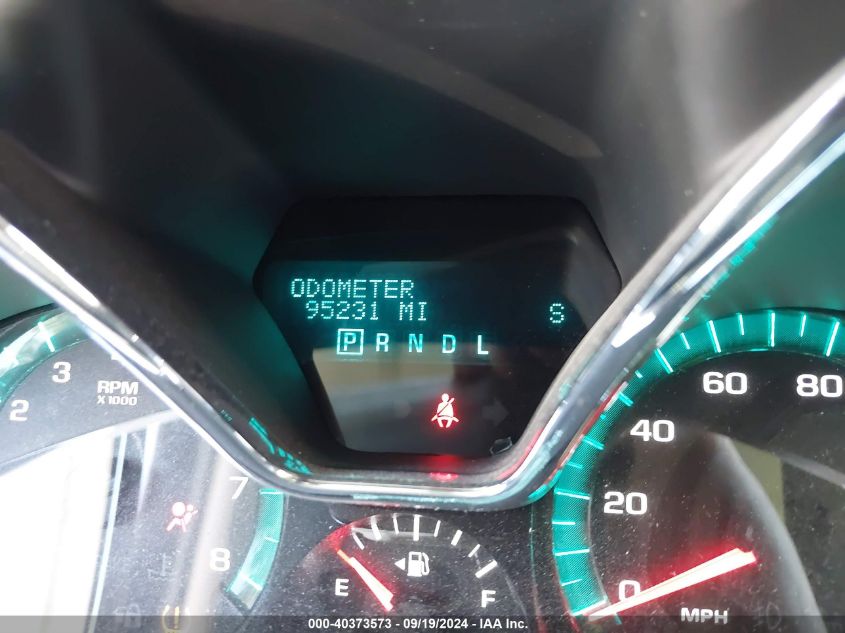 ODOMETER
95231 MI S
P R N D L
2 3 RPM
X1000
7
8
E F
0 20 40 60 80
MPH
000-40373573 - 09/19/2024 - IAA Inc.